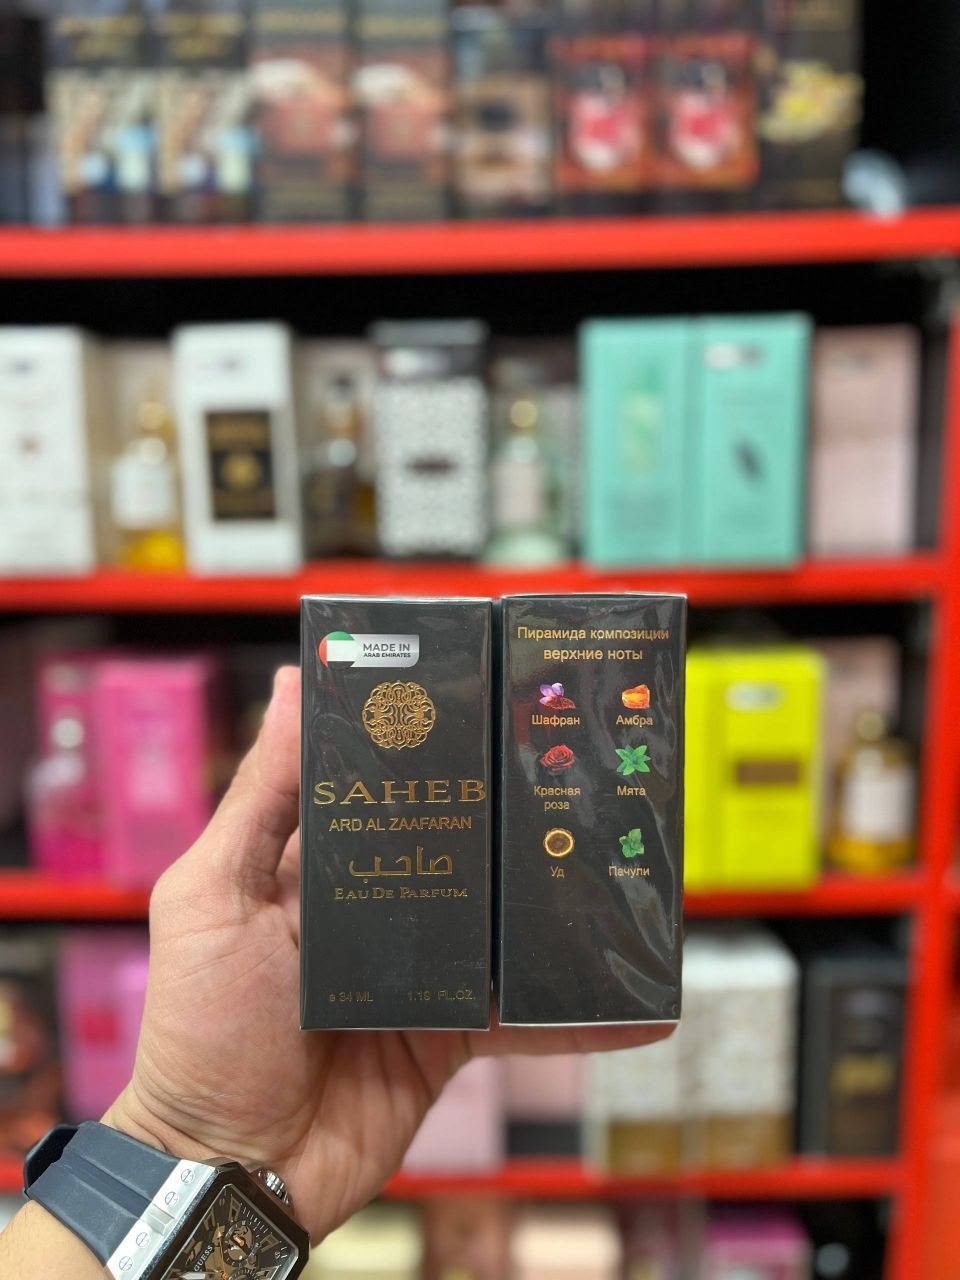 MADE IN
ARAB EMIRATES
SAHEB
ARD AL ZAAFARAN
صاحب
EAU DE PARFUM
e 34 ML 1.19 FL.OZ.
Пирамида композиции
верхние ноты
Шафран Амбра
Красная роза Мята
Уд Пачули
GUESS